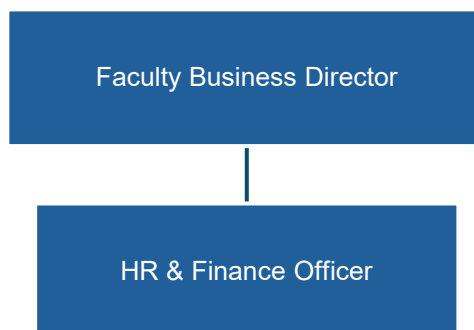 Faculty Business Director
HR & Finance Officer